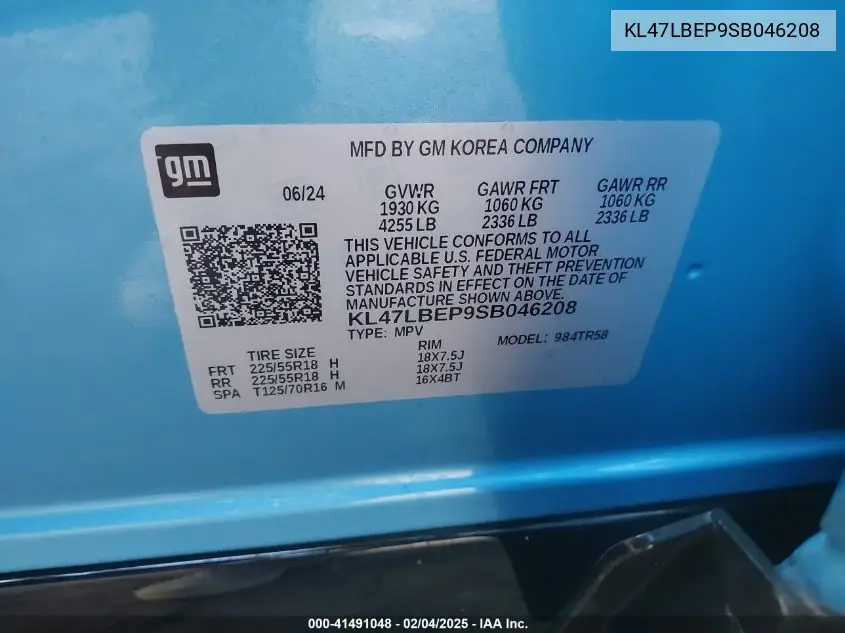 KL47LBEP9SB046208
gm
MFD BY GM KOREA COMPANY
06/24
GVWR GAWR FRT GAWR RR
1930 KG 1060 KG 1060 KG
4255 LB 2336 LB 2336 LB
THIS VEHICLE CONFORMS TO ALL
APPLICABLE U.S. FEDERAL MOTOR
VEHICLE SAFETY AND THEFT PREVENTION
STANDARDS IN EFFECT ON THE DATE OF
MANUFACTURE SHOWN ABOVE.
KL47LBEP9SB046208
TYPE: MPV MODEL: 984TR58
TIRE SIZE RIM
FRT 225/55R18 H 18X7.5J
RR 225/55R18 H 18X7.5J
SPA T125/70R16 M 16X4BT
000-41491048 - 02/04/2025 - IAA Inc.